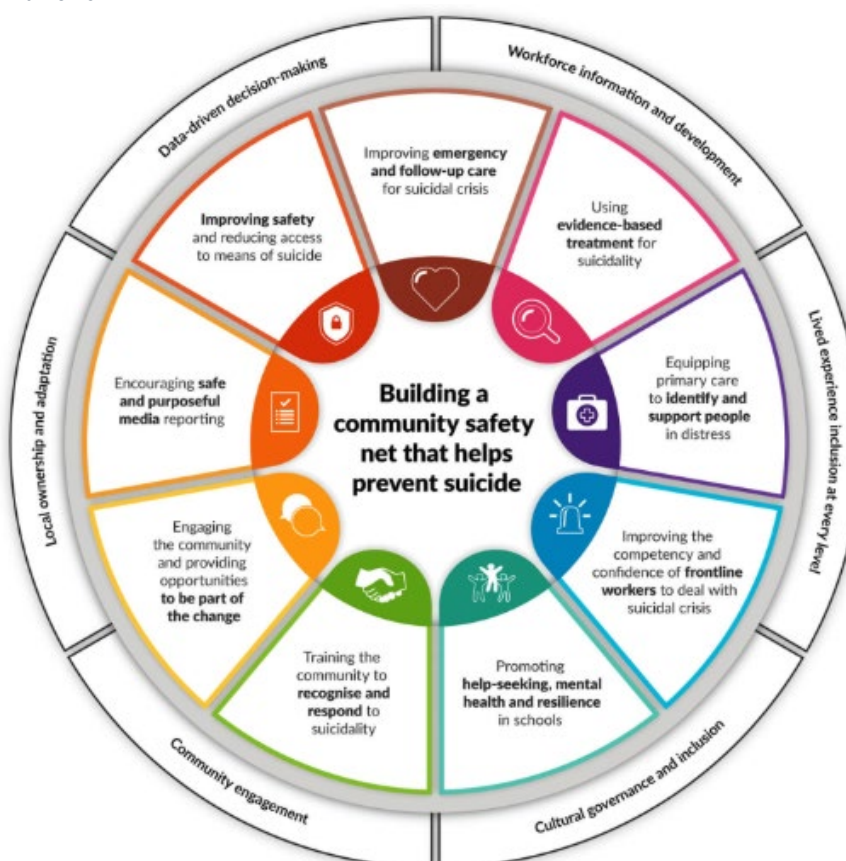 Data-driven decision-making
Workforce information and development
Lived experience inclusion at every level
Cultural governance and inclusion
Community engagement
Local ownership and adaptation
Improving emergency
and follow-up care
for suicidal crisis
Using
evidence-based
treatment for
suicidality
Equipping
primary care
to identify and
support people
in distress
Improving the
competency and
confidence of frontline
workers to deal with
suicidal crisis
Promoting
help-seeking, mental
health and resilience
in schools
Training the
community to
recognise and
respond to
suicidality
Engaging
the community
and providing
opportunities
to be part of
the change
Encouraging safe
and purposeful
media reporting
Improving safety
and reducing access
to means of suicide
Building a
community safety
net that helps
prevent suicide